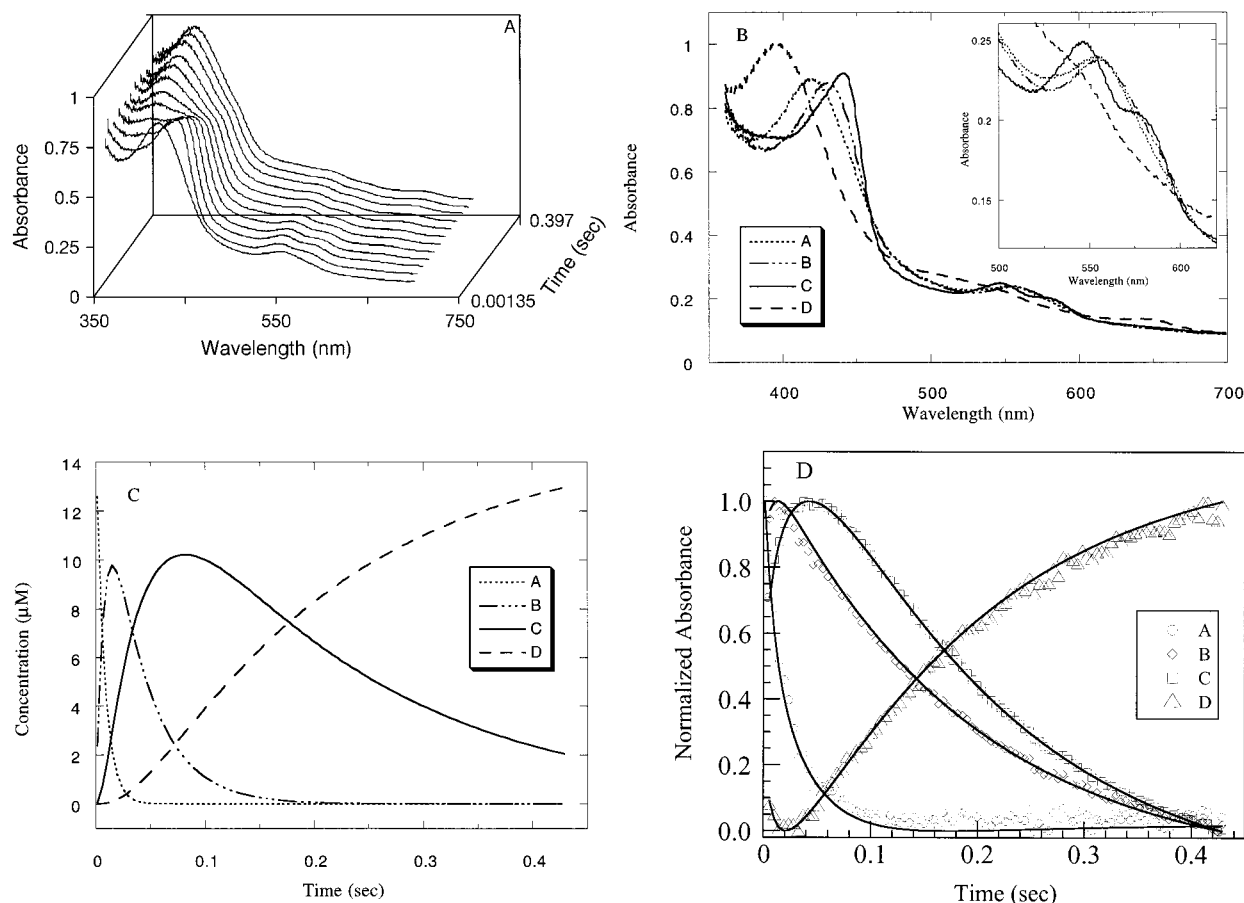 A
1
0.75
0.5
0.25
0
Absorbance
350
550
750
Wavelength (nm)
0.00135
0.397
Time (sec)
B
1
0.8
0.6
0.4
0.2
0
Absorbance
A
B
C
D
400
500
600
700
Wavelength (nm)
0.25
0.2
0.15
Absorbance
500
550
600
Wavelength (nm)
C
14
12
10
8
6
4
2
0
Concentration (μM)
A
B
C
D
0
0.1
0.2
0.3
0.4
Time (sec)
D
1.0
0.8
0.6
0.4
0.2
0.0
Normalized Absorbance
A
B
C
D
0
0.1
0.2
0.3
0.4
Time (sec)